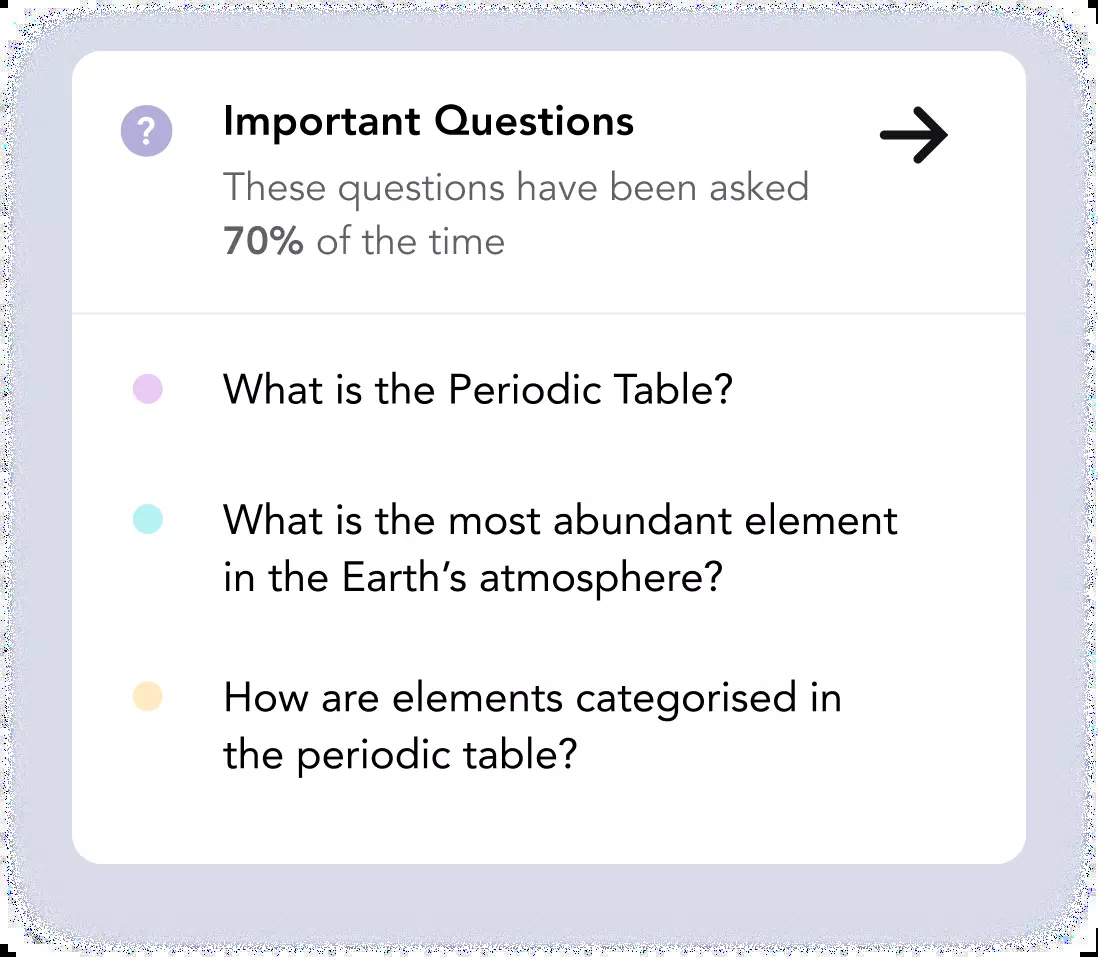 ?
Important Questions
These questions have been asked
70% of the time
What is the Periodic Table?
What is the most abundant element
in the Earth’s atmosphere?
How are elements categorised in
the periodic table?